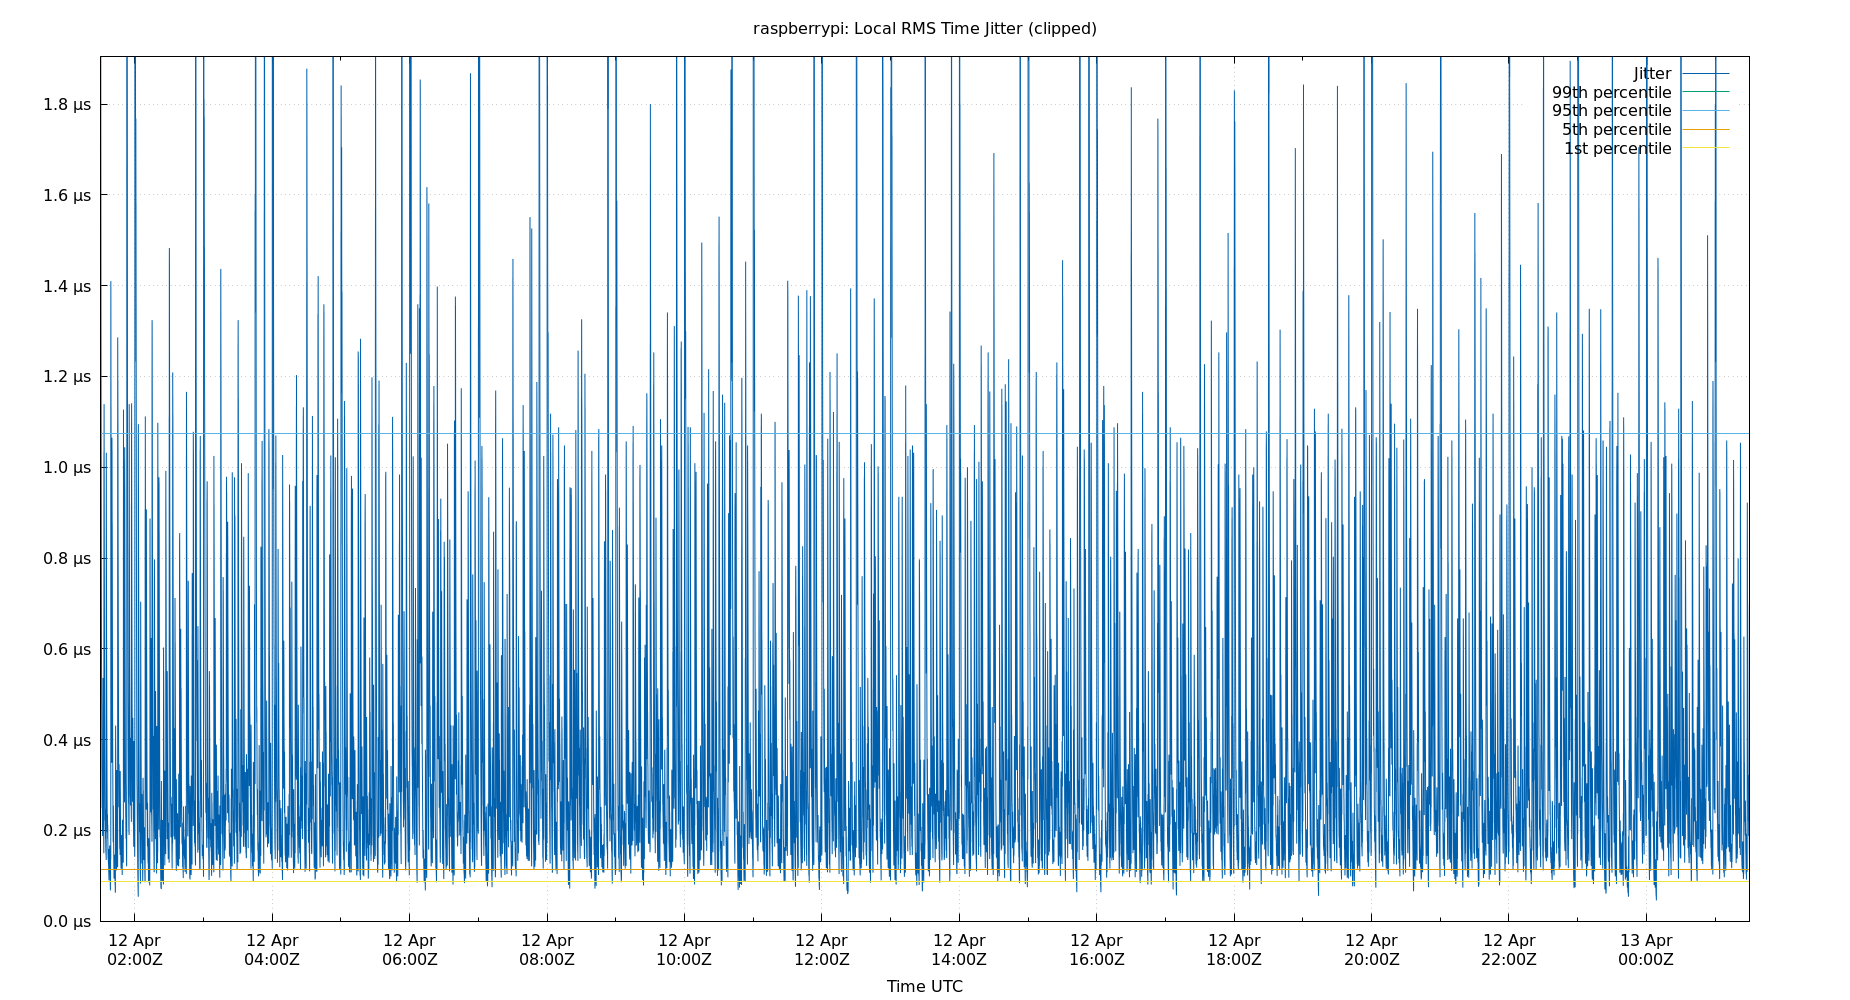 raspberrypi: Local RMS Time Jitter (clipped)
Jitter
99th percentile
95th percentile
5th percentile
1st percentile
1.8 µs
1.6 µs
1.4 µs
1.2 µs
1.0 µs
0.8 µs
0.6 µs
0.4 µs
0.2 µs
0.0 µs
12 Apr 12 Apr 12 Apr 12 Apr 12 Apr 12 Apr 12 Apr 12 Apr 12 Apr 12 Apr 12 Apr 13 Apr
02:00Z 04:00Z 06:00Z 08:00Z 10:00Z 12:00Z 14:00Z 16:00Z 18:00Z 20:00Z 22:00Z 00:00Z
Time UTC